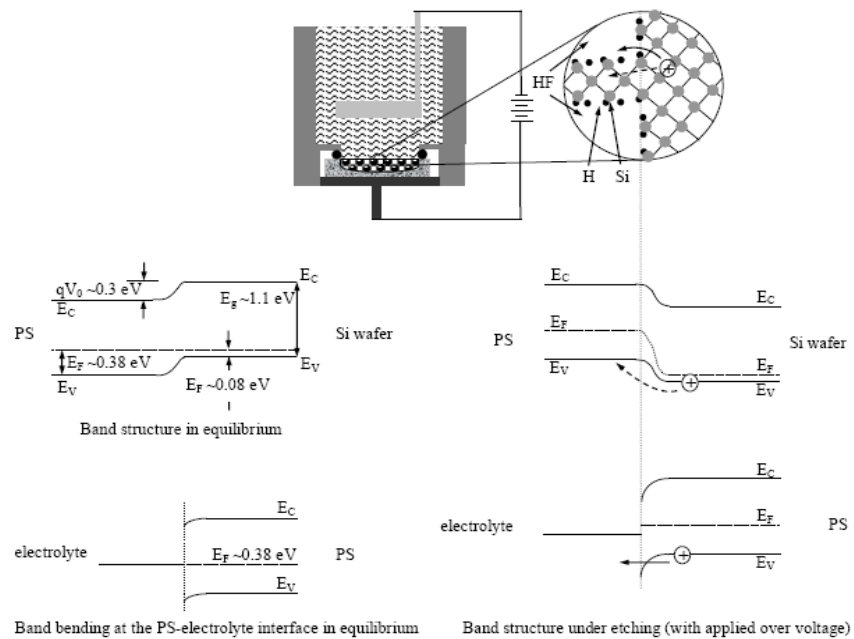 HF
H Si
qV₀ ~0.3 eV
E_C
E_C
E_g ~1.1 eV
PS
Si wafer
E_F ~0.38 eV
E_V
E_V
E_F ~0.08 eV
Band structure in equilibrium
E_C
E_C
E_F
PS
Si wafer
E_V
E_F
E_V
E_C
electrolyte
E_F ~0.38 eV
PS
E_V
Band bending at the PS-electrolyte interface in equilibrium
E_C
electrolyte
E_F
PS
E_V
Band structure under etching (with applied over voltage)